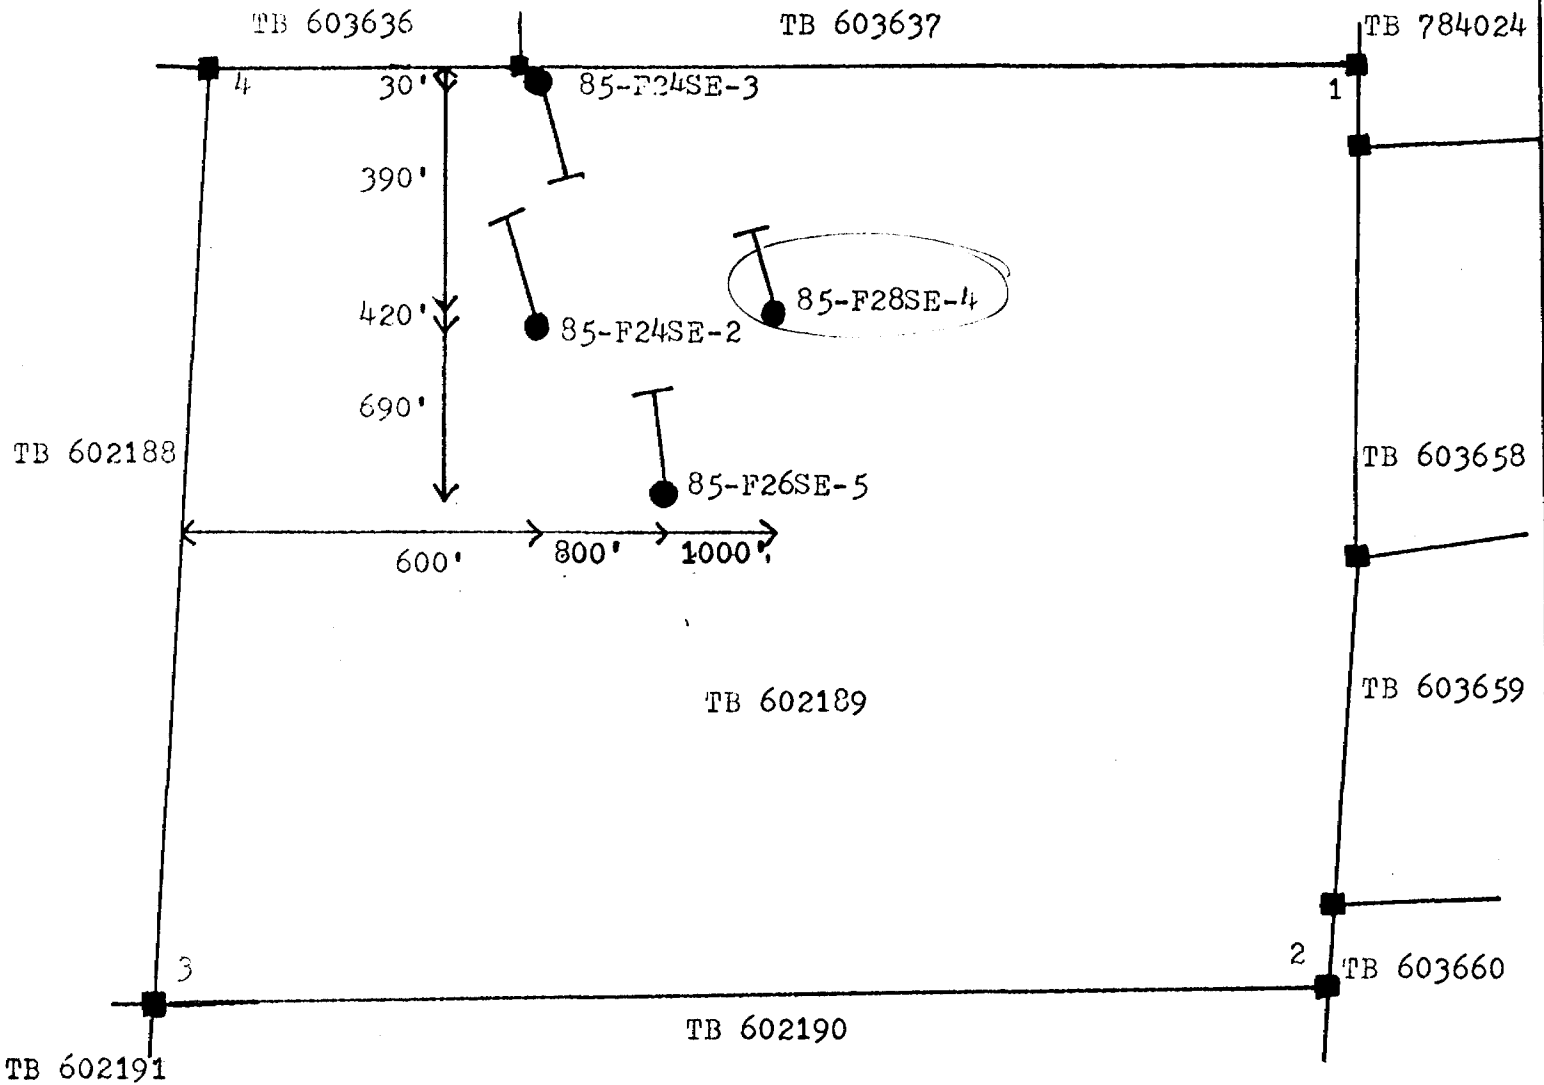 TB 603636
TB 603637
TB 784024
4
30'
85-F24SE-3
1
390'
85-F28SE-4
420'
85-F24SE-2
690'
TB 602188
TB 603658
85-F26SE-5
600'
800'
1000'
TB 602189
TB 603659
3
2
TB 603660
TB 602190
TB 602191